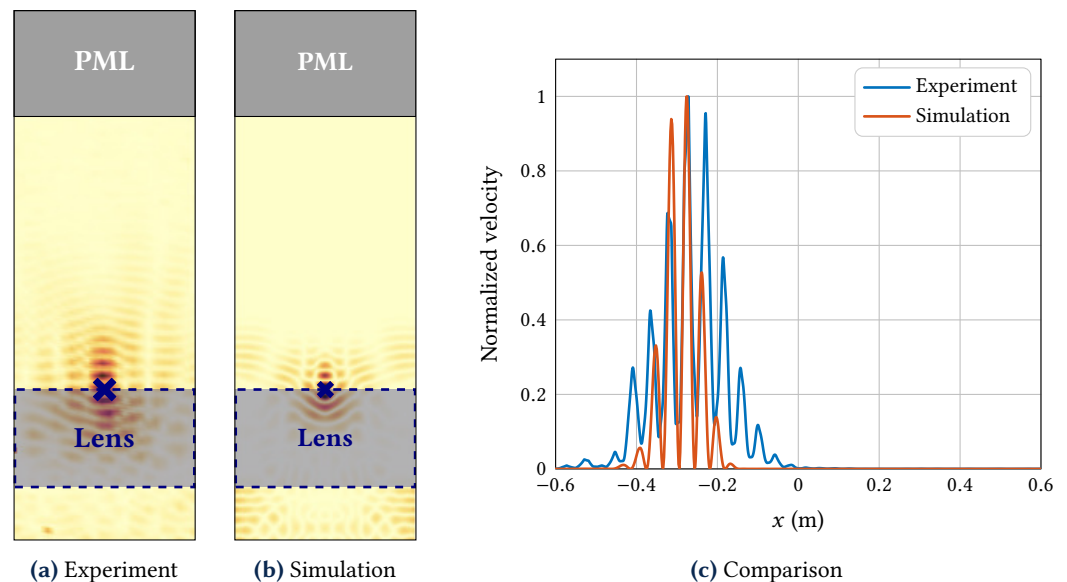 PML
Lens
(a) Experiment
PML
Lens
(b) Simulation
Normalized velocity
1
0.8
0.6
0.4
0.2
0
−0.6
−0.4
−0.2
0
0.2
0.4
0.6
x (m)
Experiment
Simulation
(c) Comparison